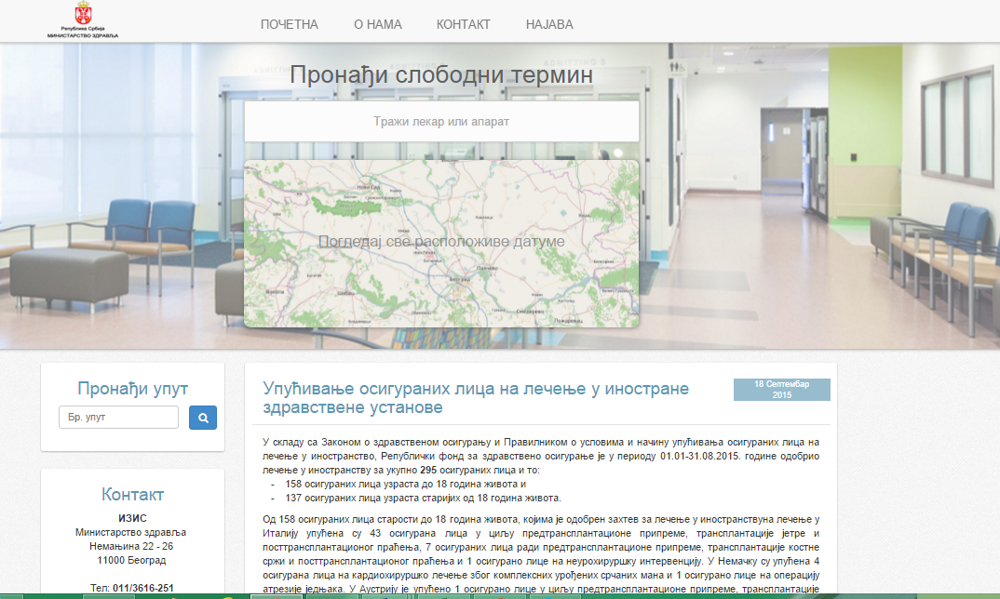 Република Србија
МИНИСТАРСТВО ЗДРАВЉА
ПОЧЕТНА
О НАМА
КОНТАКТ
НАЈАВА
Пронађи слободни термин
Тражи лекар или апарат
Погледај све расположиве датуме
Нови Сад
Панчево
Београд
Шабац
Смедерево
Пожаревац
Пронађи упут
Бр. упут
Контакт
ИЗИС
Министарство здравља
Немањина 22 - 26
11000 Београд
Тел: 011/3616-251
Упућивање осигураних лица на лечење у иностране
здравствене установе
18 Септембар
2015
У складу са Законом о здравственом осигурању и Правилником о условима и начину упућивања осигураних лица на
лечење у иностранство, Републички фонд за здравствено осигурање је у периоду 01.01-31.08.2015. године одобрио
лечење у иностранству за укупно 295 осигураних лица и то:
- 158 осигураних лица узраста до 18 година живота и
- 137 осигураних лица узраста старијих од 18 година живота.
Од 158 осигураних лица старости до 18 година живота, којима је одобрен захтев за лечење у иностранствуна лечење у
Италију упућена су 43 осигурана лица у циљу предтрансплантационе припреме, трансплантације јетре и
посттрансплантационог праћења, 7 осигураних лица ради предтрансплантационе припреме, трансплантације костне
сржи и посттрансплантационог праћења и 1 осигурано лице на неурохируршку интервенцију. У Немачку су упућена 4
осигурана лица на кардиохируршко лечење због комплексних урођених срчаних мана и 1 осигурано лице на операцију
атрезије једњака. У Аустрију је упућено 1 осигурано лице у циљу предтрансплантационе припреме, трансплантације